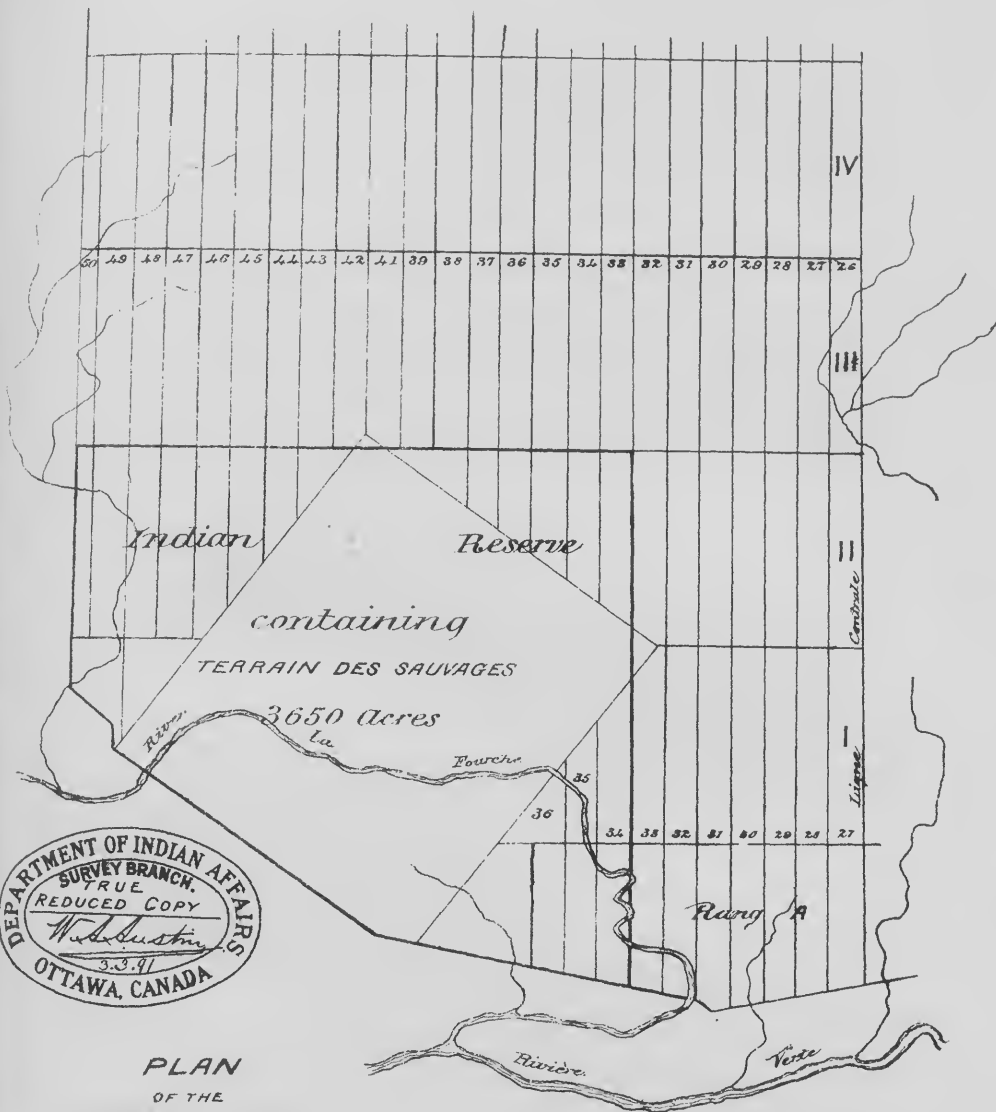 IV
50 49 48 47 46 45 44 43 42 41 39 38 37 36 35 34 33 32 31 30 29 28 27 26
III
Indian Reserve
II
Centrale
containing
TERRAIN DES SAUVAGES
3650 Acres
River La Fourche
I
Ligne
35
36
34 33 32 31 30 29 28 27
Rang A
DEPARTMENT OF INDIAN AFFAIRS
SURVEY BRANCH.
TRUE
REDUCED COPY
W.A. Austin
3.3.91
OTTAWA, CANADA
Rivière Verte
PLAN
OF THE